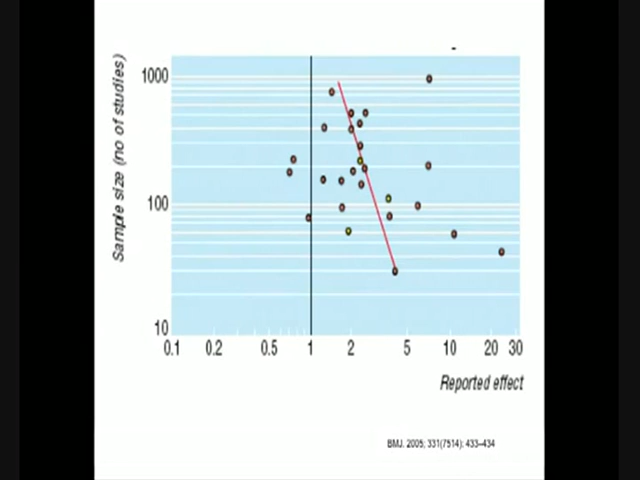 Sample size (no of studies)
1000
100
10
0.1 0.2 0.5 1 2 5 10 20 30
Reported effect
BMJ. 2005; 331(7514): 433–434